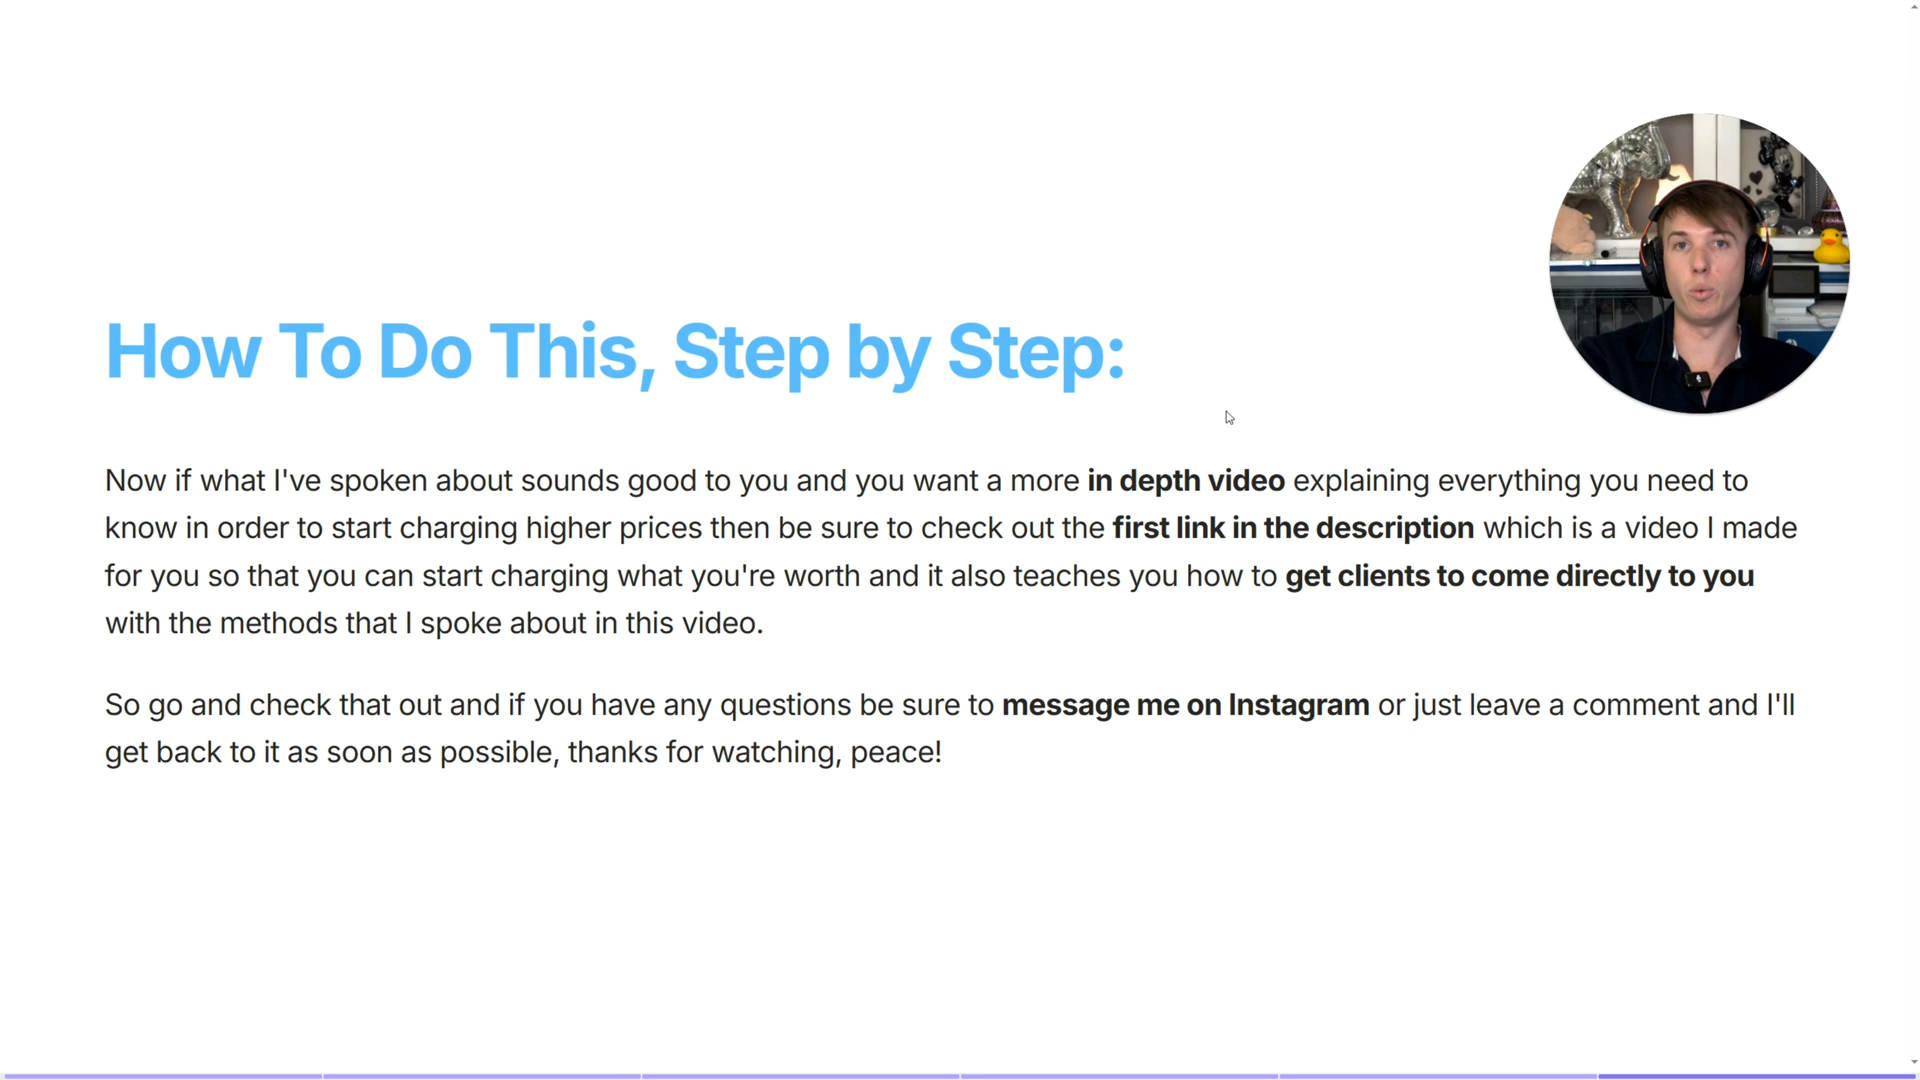 How To Do This, Step by Step:
Now if what I've spoken about sounds good to you and you want a more in depth video explaining everything you need to
know in order to start charging higher prices then be sure to check out the first link in the description which is a video I made
for you so that you can start charging what you're worth and it also teaches you how to get clients to come directly to you
with the methods that I spoke about in this video.
So go and check that out and if you have any questions be sure to message me on Instagram or just leave a comment and I'll
get back to it as soon as possible, thanks for watching, peace!